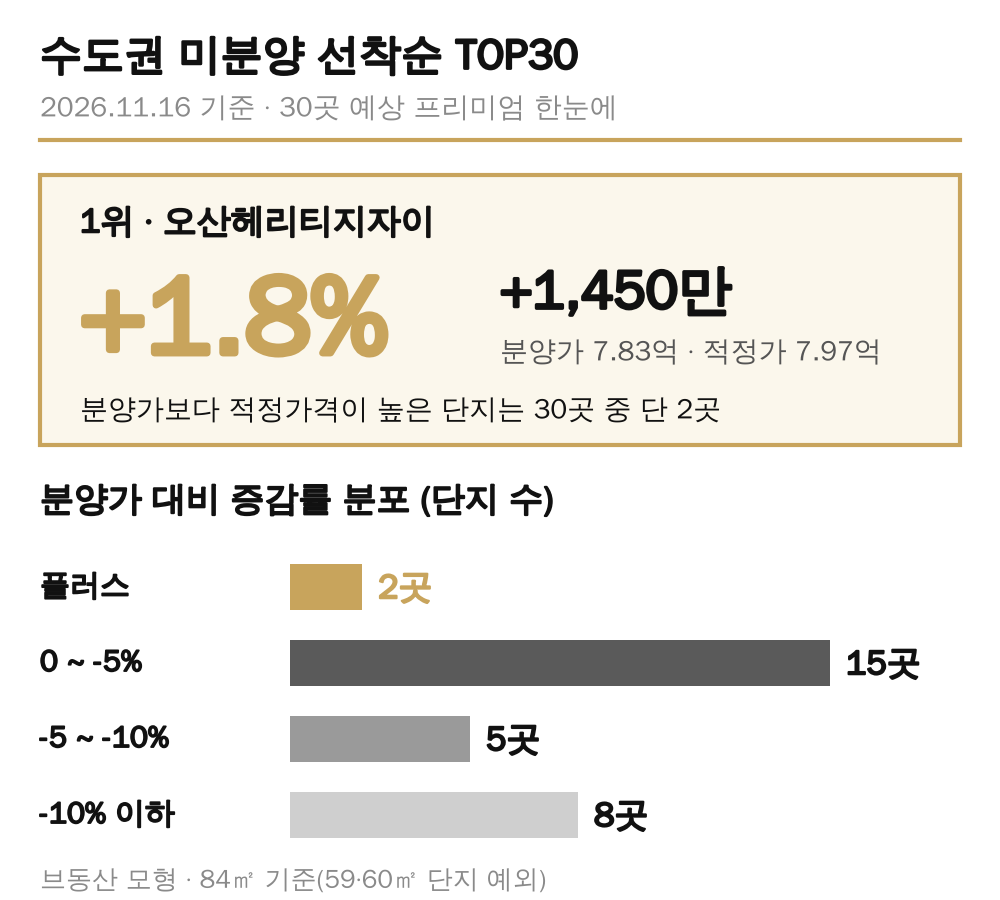 수도권 미분양 선착순 TOP30
2026.11.16 기준 · 30곳 예상 프리미엄 한눈에
1위 · 오산헤리티지자이
+1.8%
+1,450만
분양가 7.83억 · 적정가 7.97억
분양가보다 적정가격이 높은 단지는 30곳 중 단 2곳
분양가 대비 증감률 분포 (단지 수)
플러스 2곳
0 ~ -5% 15곳
-5 ~ -10% 5곳
-10% 이하 8곳
브동산 모형 · 84㎡ 기준(59·60㎡ 단지 예외)